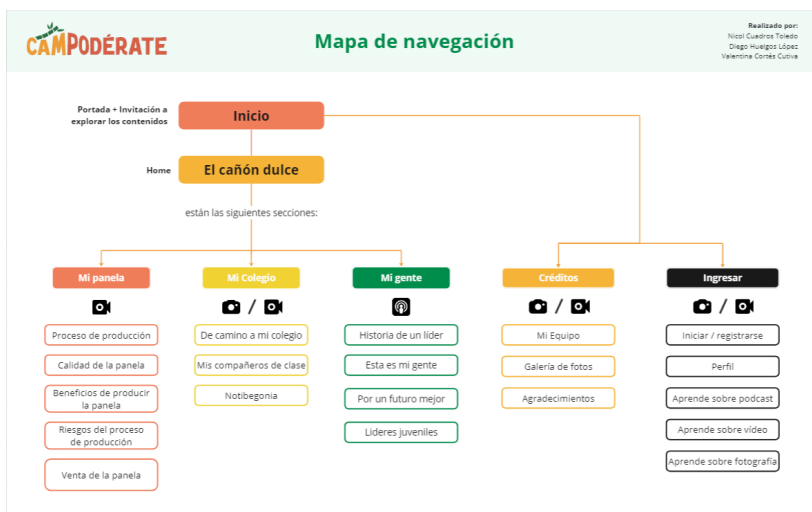 CAMPODÉRATE
Mapa de navegación
Realizado por:
Nicol Cuadros Toledo
Diego Huelgos López
Valentina Cortés Cutiva
Portada + Invitación a
explorar los contenidos
Inicio
Home
El cañón dulce
están las siguientes secciones:
Mi panela
Proceso de producción
Calidad de la panela
Beneficios de producir
la panela
Riesgos del proceso
de producción
Venta de la panela
Mi Colegio
/
De camino a mi colegio
Mis compañeros de clase
Notibegonia
Mi gente
Historia de un líder
Esta es mi gente
Por un futuro mejor
Lideres juveniles
Créditos
/
Mi Equipo
Galería de fotos
Agradecimientos
Ingresar
/
Iniciar / registrarse
Perfil
Aprende sobre podcast
Aprende sobre vídeo
Aprende sobre fotografía